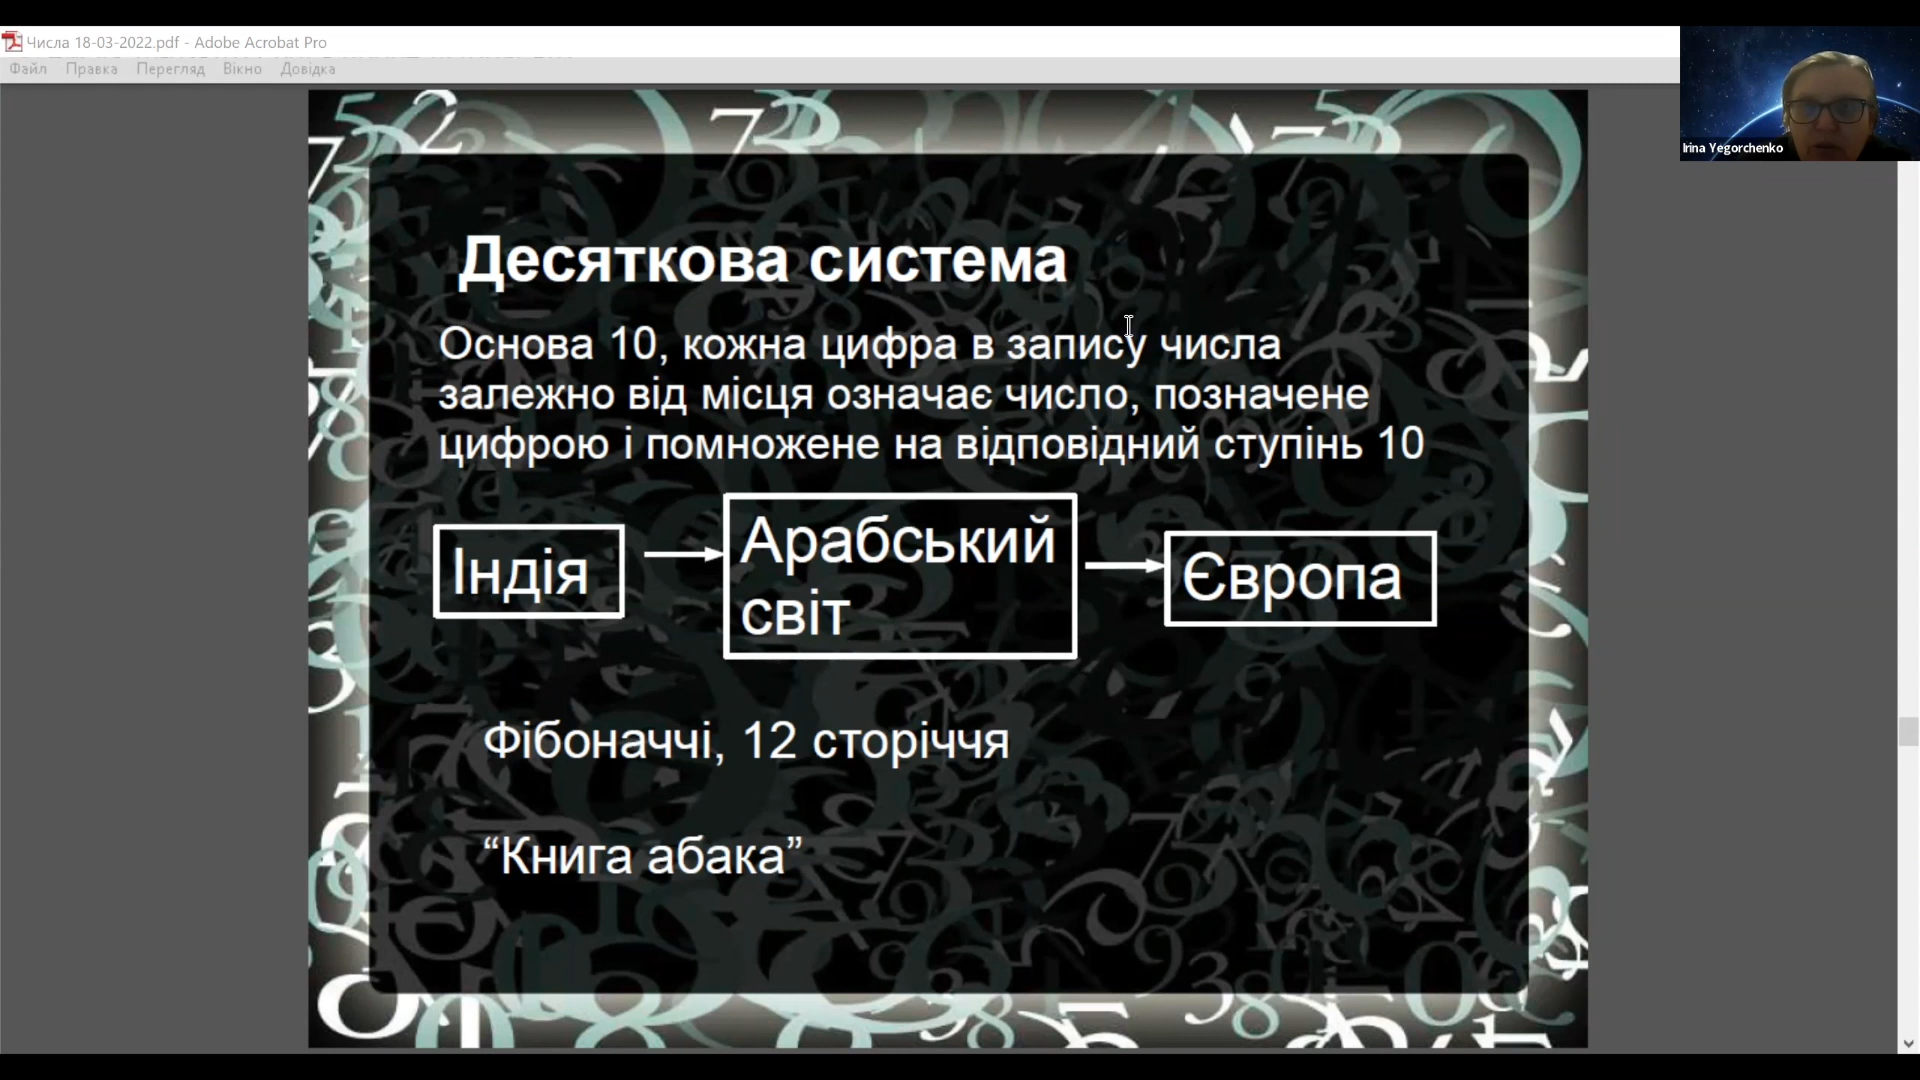 Числа 18-03-2022.pdf - Adobe Acrobat Pro
Файл Правка Перегляд Вікно Довідка
Irina Yegorchenko
Десяткова система
Основа 10, кожна цифра в запису числа
залежно від місця означає число, позначене
цифрою і помножене на відповідний ступінь 10
Індія
Арабський
світ
Європа
Фібоначчі, 12 сторіччя
“Книга абака”